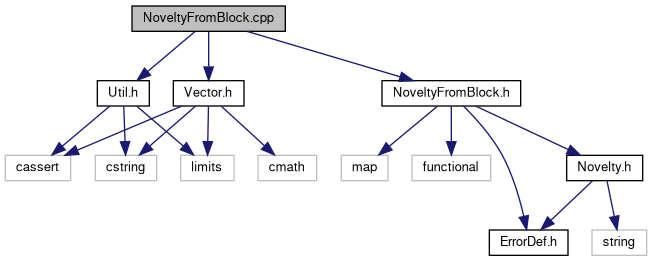 NoveltyFromBlock.cpp
Util.h
Vector.h
NoveltyFromBlock.h
cassert
cstring
limits
cmath
map
functional
Novelty.h
ErrorDef.h
string